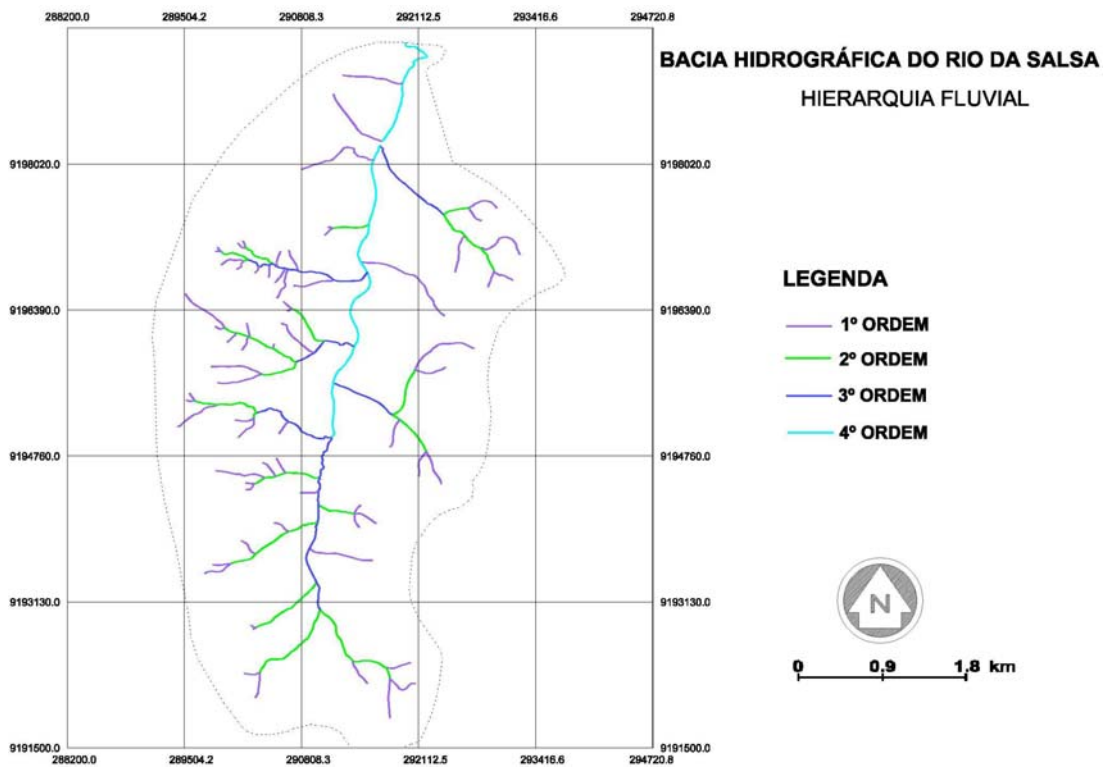 288200.0 289504.2 290808.3 292112.5 293416.6 294720.8
BACIA HIDROGRÁFICA DO RIO DA SALSA
HIERARQUIA FLUVIAL
9198020.0 9198020.0
9196390.0 9196390.0
LEGENDA
1º ORDEM
2º ORDEM
3º ORDEM
4º ORDEM
9194760.0 9194760.0
9193130.0 9193130.0
N
0 0.9 1.8 km
9191500.0 9191500.0
288200.0 289504.2 290808.3 292112.5 293416.6 294720.8